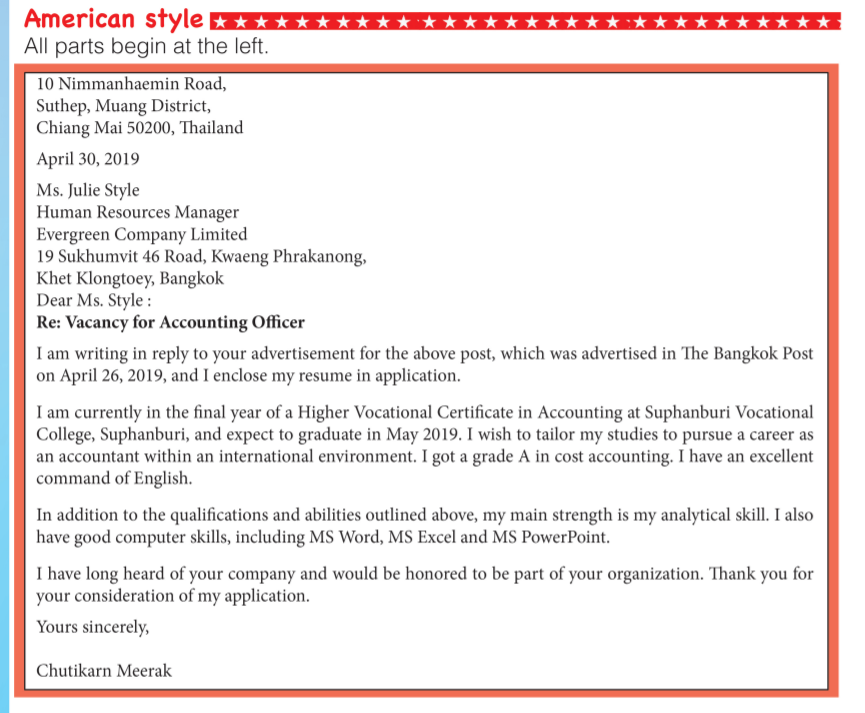 American style
All parts begin at the left.
10 Nimmanhaemin Road,
Suthep, Muang District,
Chiang Mai 50200, Thailand
April 30, 2019
Ms. Julie Style
Human Resources Manager
Evergreen Company Limited
19 Sukhumvit 46 Road, Kwaeng Phrakanong,
Khet Klongtoey, Bangkok
Dear Ms. Style :
Re: Vacancy for Accounting Officer
I am writing in reply to your advertisement for the above post, which was advertised in The Bangkok Post
on April 26, 2019, and I enclose my resume in application.
I am currently in the final year of a Higher Vocational Certificate in Accounting at Suphanburi Vocational
College, Suphanburi, and expect to graduate in May 2019. I wish to tailor my studies to pursue a career as
an accountant within an international environment. I got a grade A in cost accounting. I have an excellent
command of English.
In addition to the qualifications and abilities outlined above, my main strength is my analytical skill. I also
have good computer skills, including MS Word, MS Excel and MS PowerPoint.
I have long heard of your company and would be honored to be part of your organization. Thank you for
your consideration of my application.
Yours sincerely,
Chutikarn Meerak